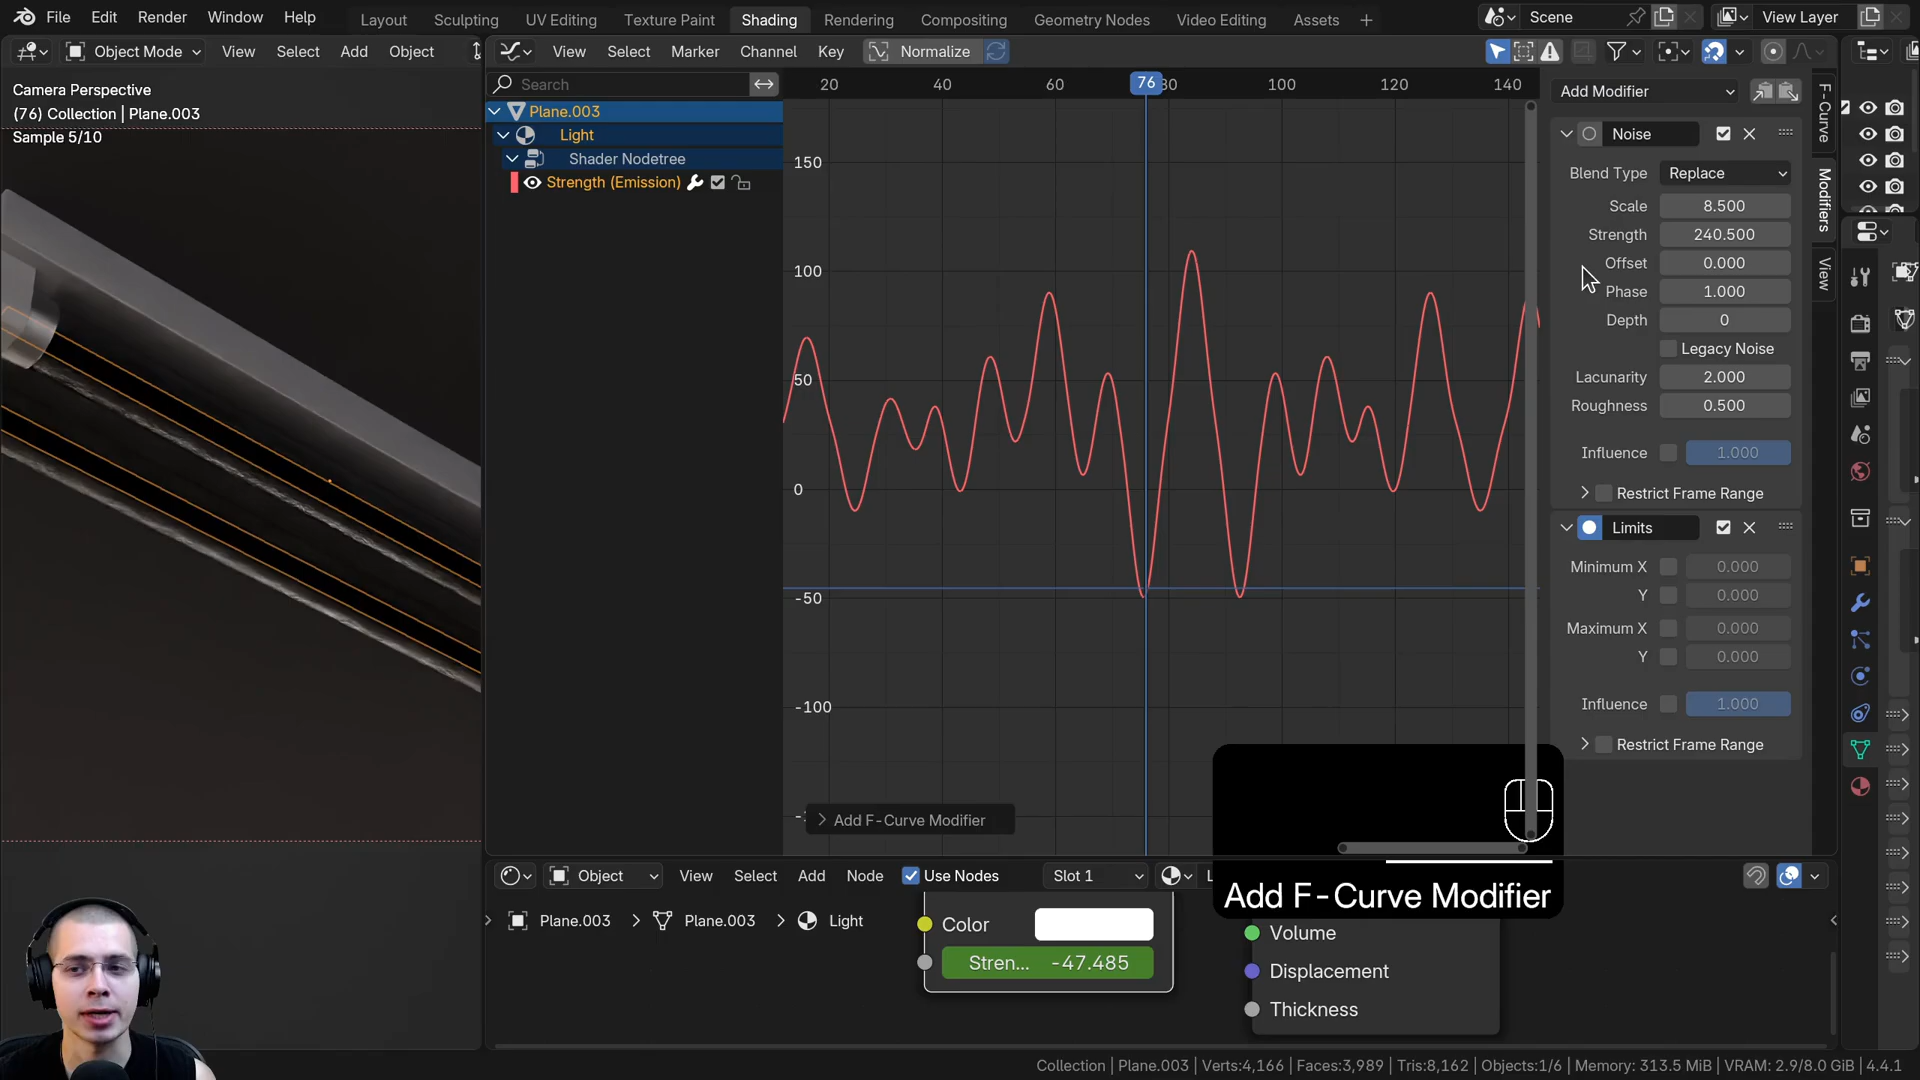 File Edit Render Window Help
Layout Sculpting UV Editing Texture Paint Shading Rendering Compositing Geometry Nodes Video Editing Assets +
Scene
View Layer
Object Mode View Select Add Object
View Select Marker Channel Key Normalize
Camera Perspective
(76) Collection | Plane.003
Sample 5/10
Search
Plane.003
Light
Shader Nodetree
Strength (Emission)
20 40 60 76 80 100 120 140
150
100
50
0
-50
-100
Add F-Curve Modifier
Add Modifier
Noise
Blend Type Replace
Scale 8.500
Strength 240.500
Offset 0.000
Phase 1.000
Depth 0
Legacy Noise
Lacunarity 2.000
Roughness 0.500
Influence 1.000
Restrict Frame Range
Limits
Minimum X 0.000
Y 0.000
Maximum X 0.000
Y 0.000
Influence 1.000
Restrict Frame Range
F-Curve
Modifiers
View
Add F-Curve Modifier
Object View Select Add Node Use Nodes Slot 1
Plane.003 > Plane.003 > Light
Color
Stren... -47.485
Volume
Displacement
Thickness
Collection | Plane.003 | Verts:4,166 | Faces:3,989 | Tris:8,162 | Objects:1/6 | Memory: 313.5 MiB | VRAM: 2.9/8.0 GiB | 4.4.1